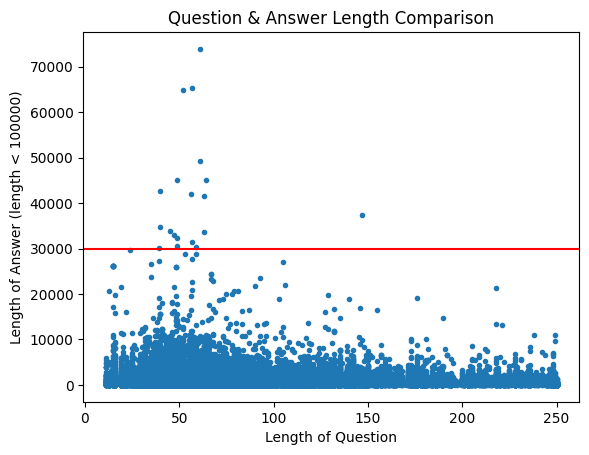 Question & Answer Length Comparison
Length of Answer (length < 100000)
70000
60000
50000
40000
30000
20000
10000
0
0 50 100 150 200 250
Length of Question